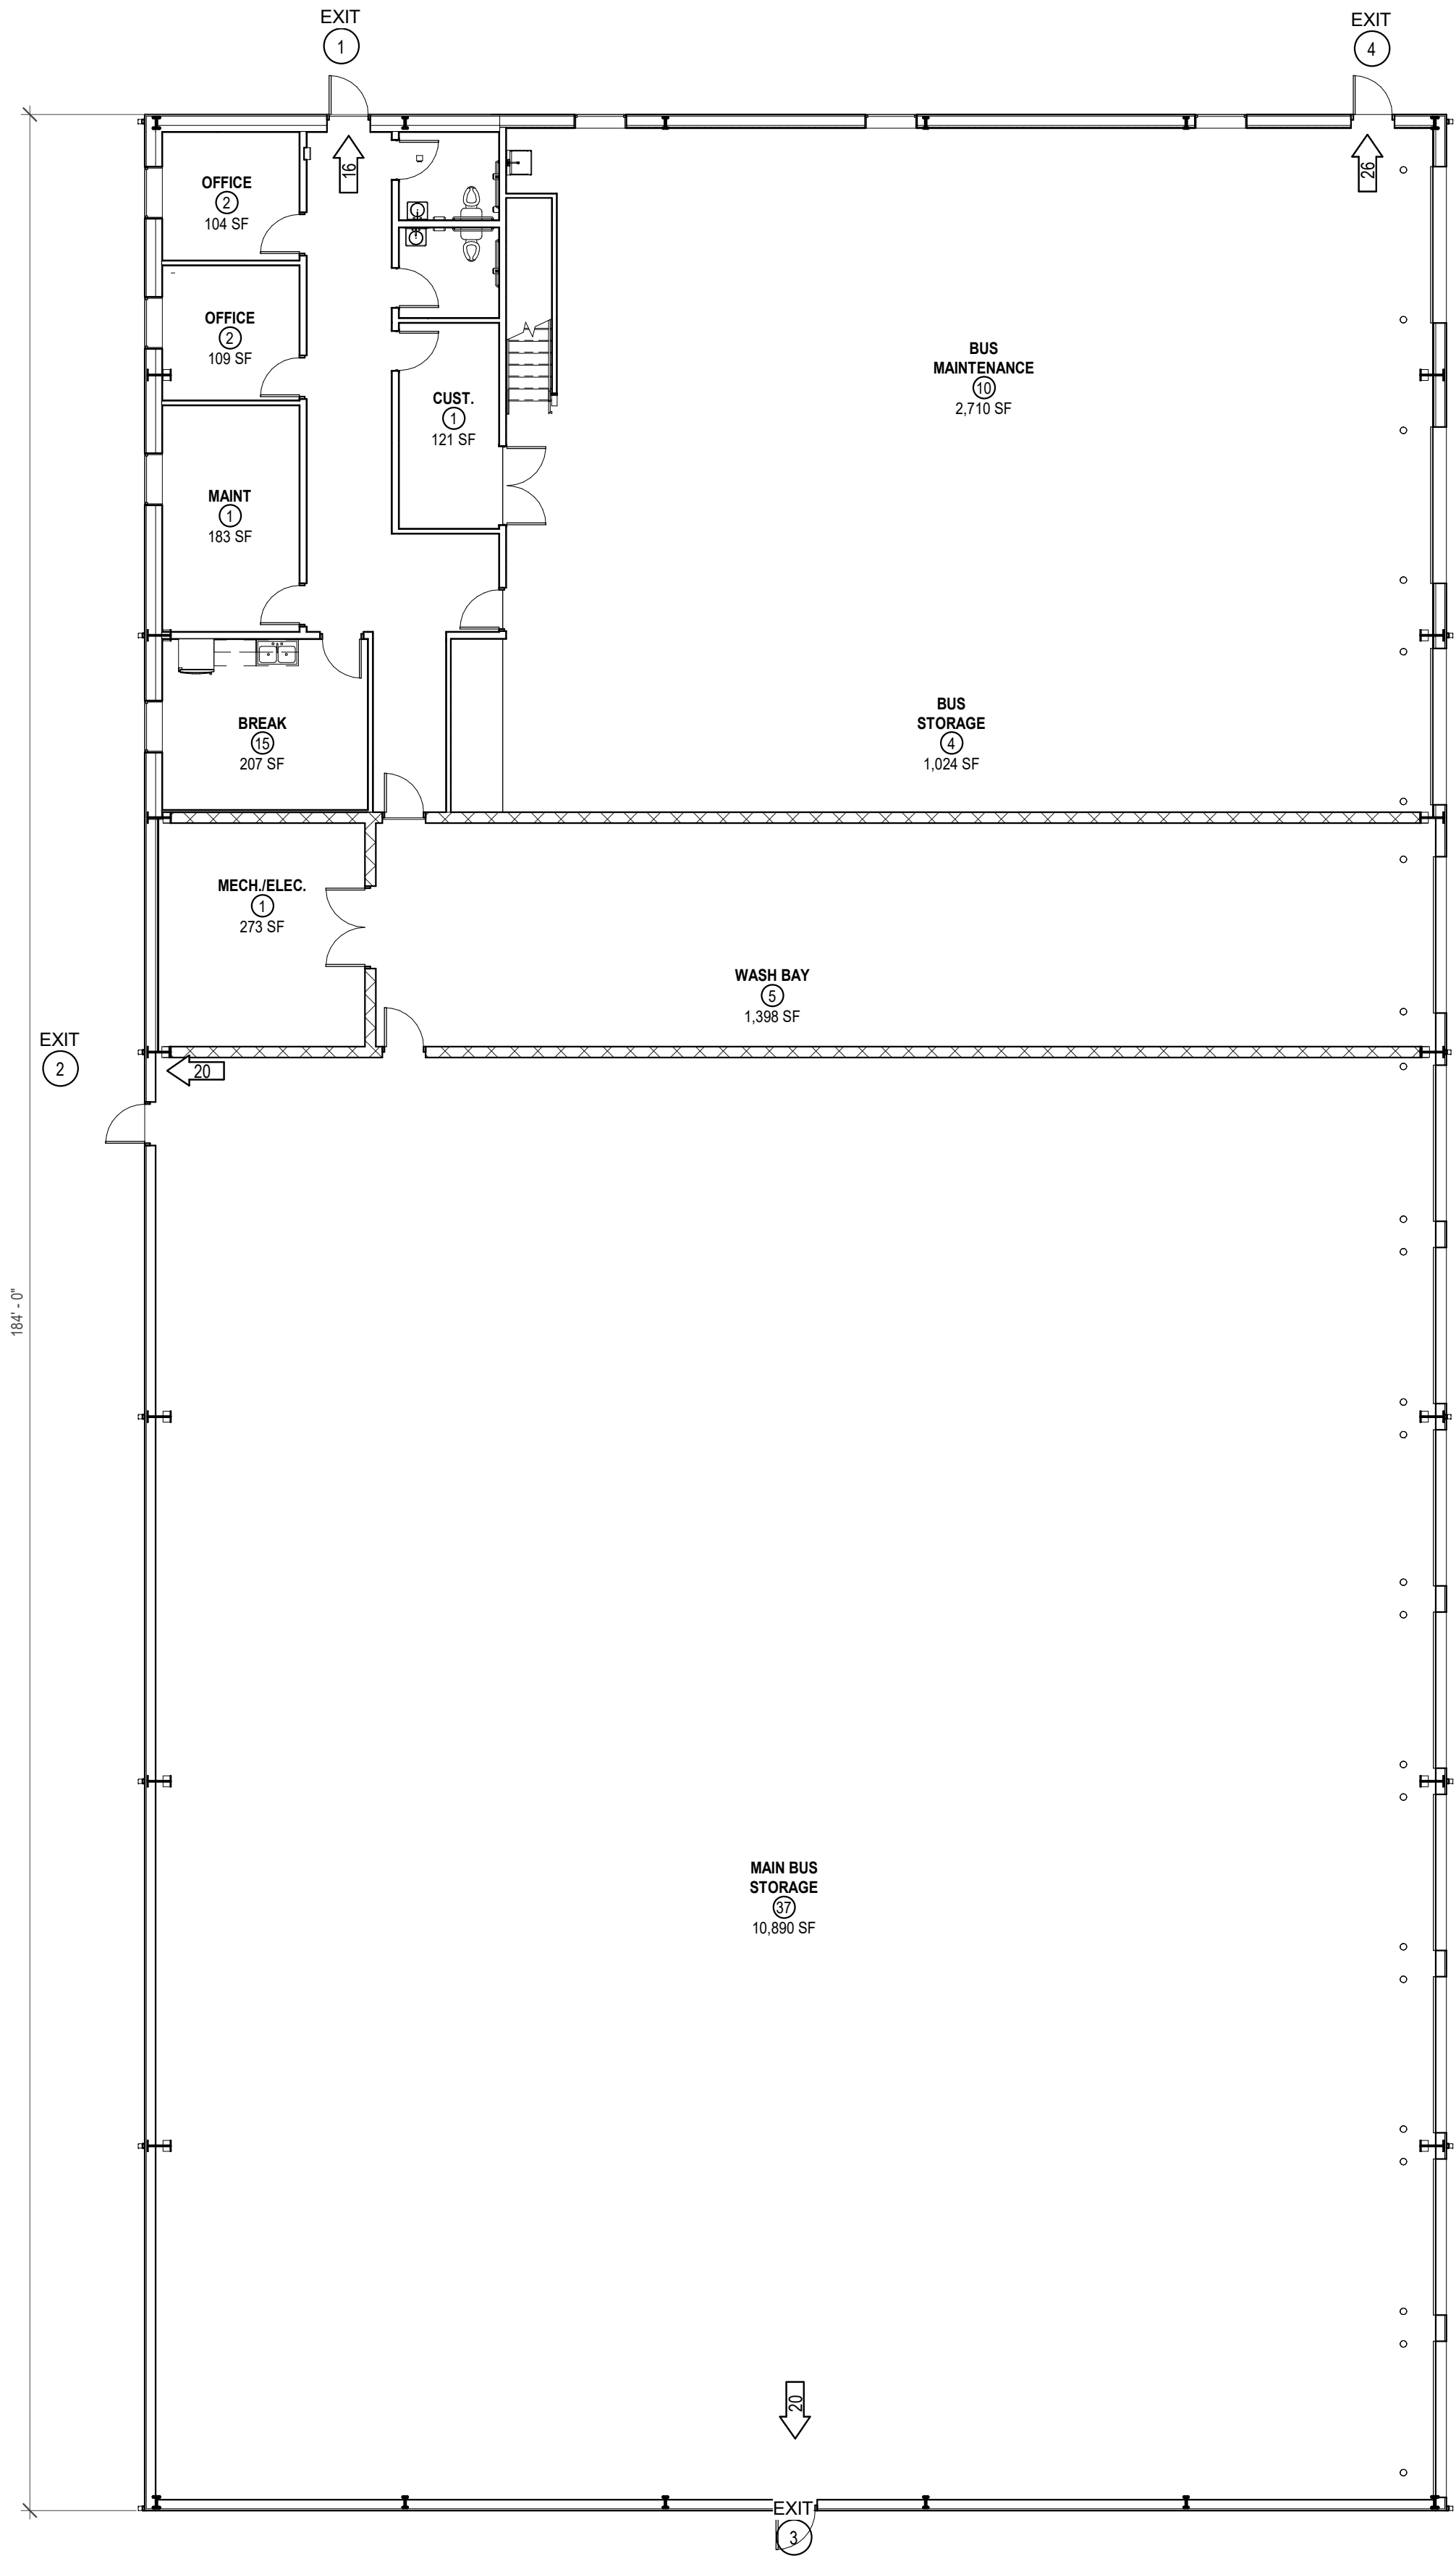 EXIT
1
EXIT
4
16
26
OFFICE
2
104 SF
OFFICE
2
109 SF
BUS
MAINTENANCE
10
2,710 SF
CUST.
1
121 SF
MAINT
1
183 SF
BUS
STORAGE
4
1,024 SF
BREAK
15
207 SF
MECH./ELEC.
1
273 SF
WASH BAY
5
1,398 SF
EXIT
2
20
184' - 0"
MAIN BUS
STORAGE
37
10,890 SF
20
EXIT
3